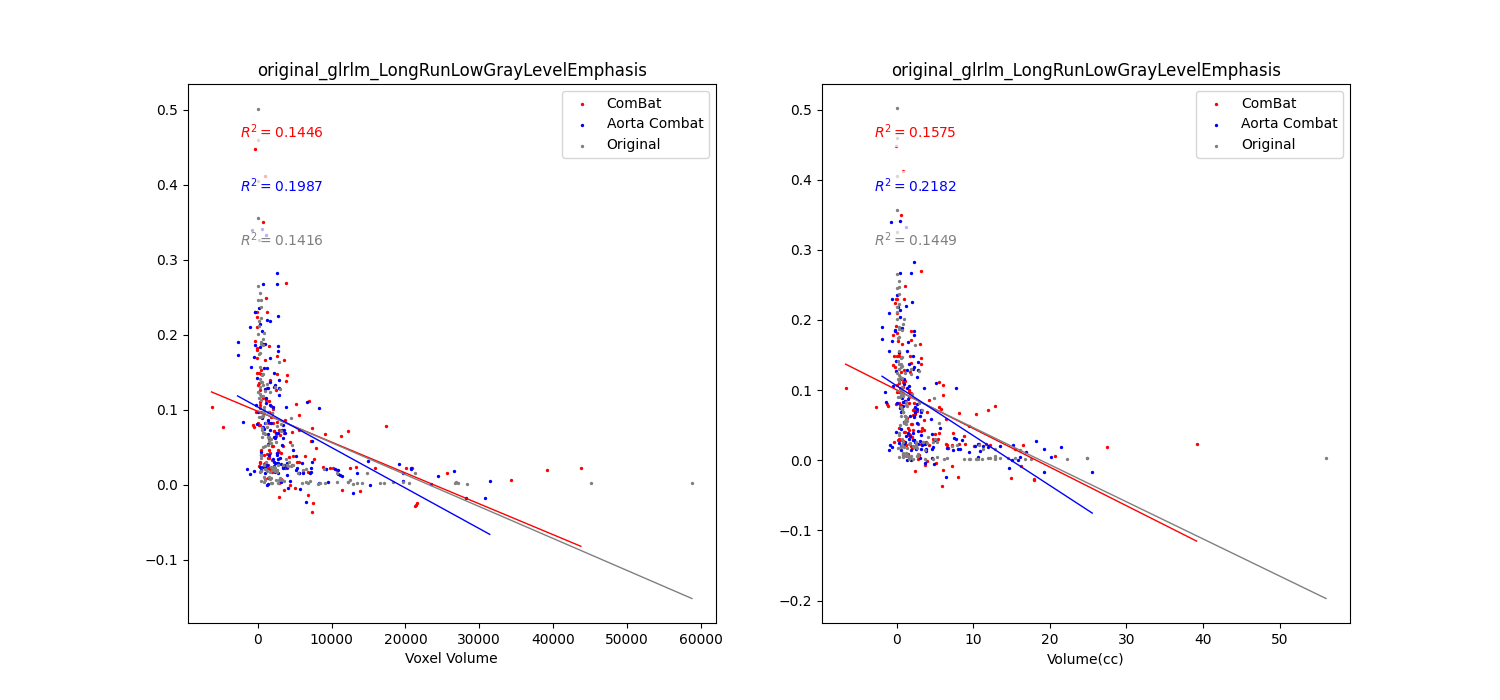 original_glrlm_LongRunLowGrayLevelEmphasis
ComBat
Aorta Combat
Original
R² = 0.1446
R² = 0.1987
R² = 0.1416
0.5
0.4
0.3
0.2
0.1
0.0
−0.1
0
10000
20000
30000
40000
50000
60000
Voxel Volume
original_glrlm_LongRunLowGrayLevelEmphasis
ComBat
Aorta Combat
Original
R² = 0.1575
R² = 0.2182
R² = 0.1449
0.5
0.4
0.3
0.2
0.1
0.0
−0.1
−0.2
0
10
20
30
40
50
Volume(cc)